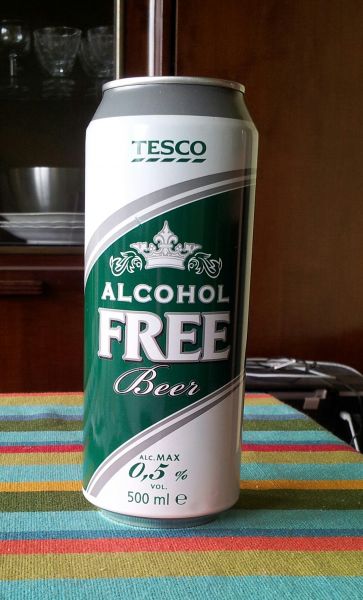 TESCO
ALCOHOL
FREE
Beer
ALC. MAX
0,5 %
VOL.
500 ml ℮